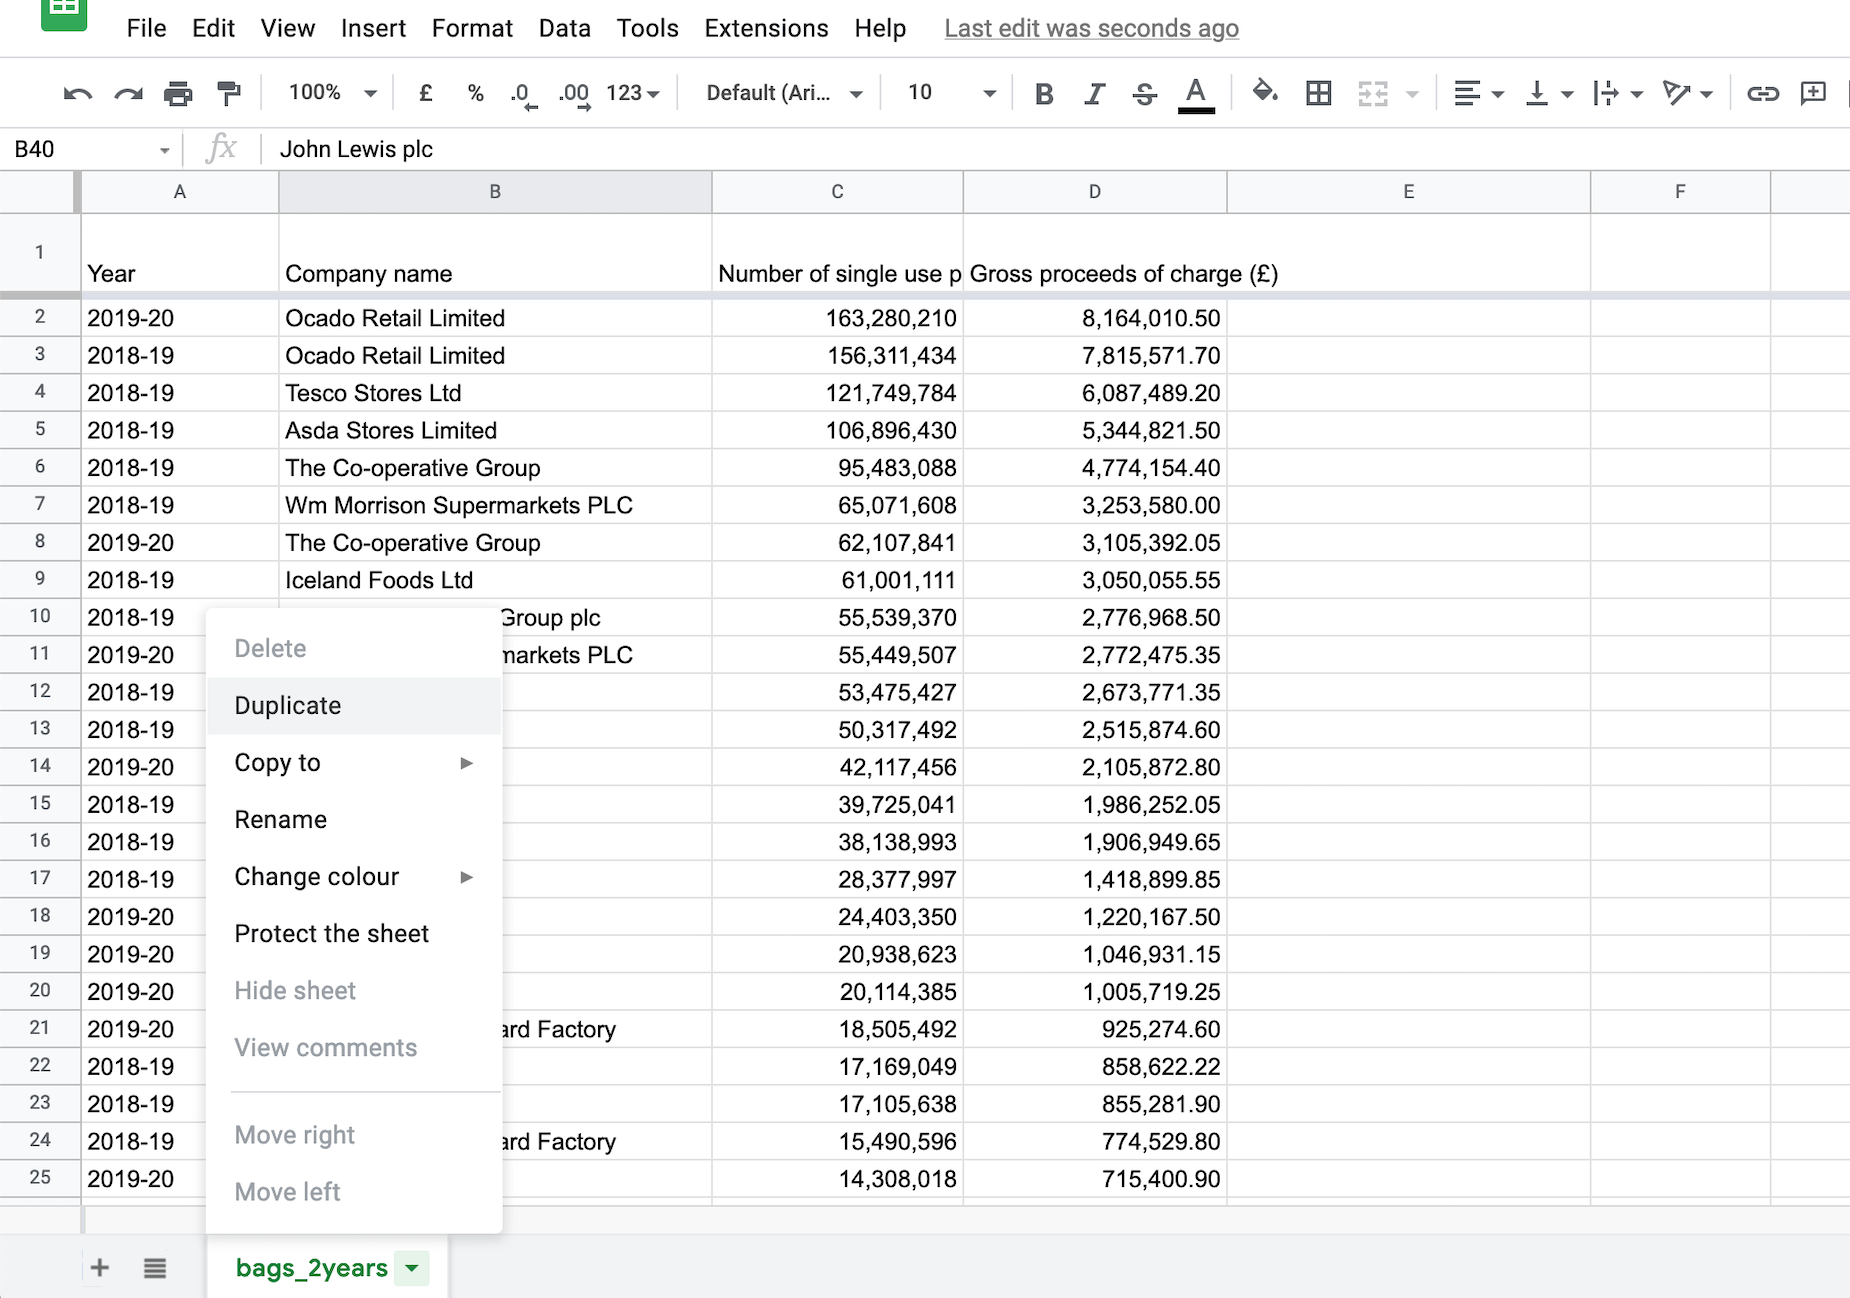 File Edit View Insert Format Data Tools Extensions Help Last edit was seconds ago
100% £ % .0 .00 123 Default (Ari... 10 B I S A
B40 fx John Lewis plc
A B C D E F
1 Year Company name Number of single use p Gross proceeds of charge (£)
2 2019-20 Ocado Retail Limited 163,280,210 8,164,010.50
3 2018-19 Ocado Retail Limited 156,311,434 7,815,571.70
4 2018-19 Tesco Stores Ltd 121,749,784 6,087,489.20
5 2018-19 Asda Stores Limited 106,896,430 5,344,821.50
6 2018-19 The Co-operative Group 95,483,088 4,774,154.40
7 2018-19 Wm Morrison Supermarkets PLC 65,071,608 3,253,580.00
8 2019-20 The Co-operative Group 62,107,841 3,105,392.05
9 2018-19 Iceland Foods Ltd 61,001,111 3,050,055.55
10 2018-19 Group plc 55,539,370 2,776,968.50
11 2019-20 markets PLC 55,449,507 2,772,475.35
12 2018-19 53,475,427 2,673,771.35
13 2018-19 50,317,492 2,515,874.60
14 2019-20 42,117,456 2,105,872.80
15 2018-19 39,725,041 1,986,252.05
16 2018-19 38,138,993 1,906,949.65
17 2018-19 28,377,997 1,418,899.85
18 2019-20 24,403,350 1,220,167.50
19 2019-20 20,938,623 1,046,931.15
20 2019-20 20,114,385 1,005,719.25
21 2019-20 ard Factory 18,505,492 925,274.60
22 2018-19 17,169,049 858,622.22
23 2018-19 17,105,638 855,281.90
24 2018-19 ard Factory 15,490,596 774,529.80
25 2019-20 14,308,018 715,400.90
Delete
Duplicate
Copy to
Rename
Change colour
Protect the sheet
Hide sheet
View comments
Move right
Move left
bags_2years